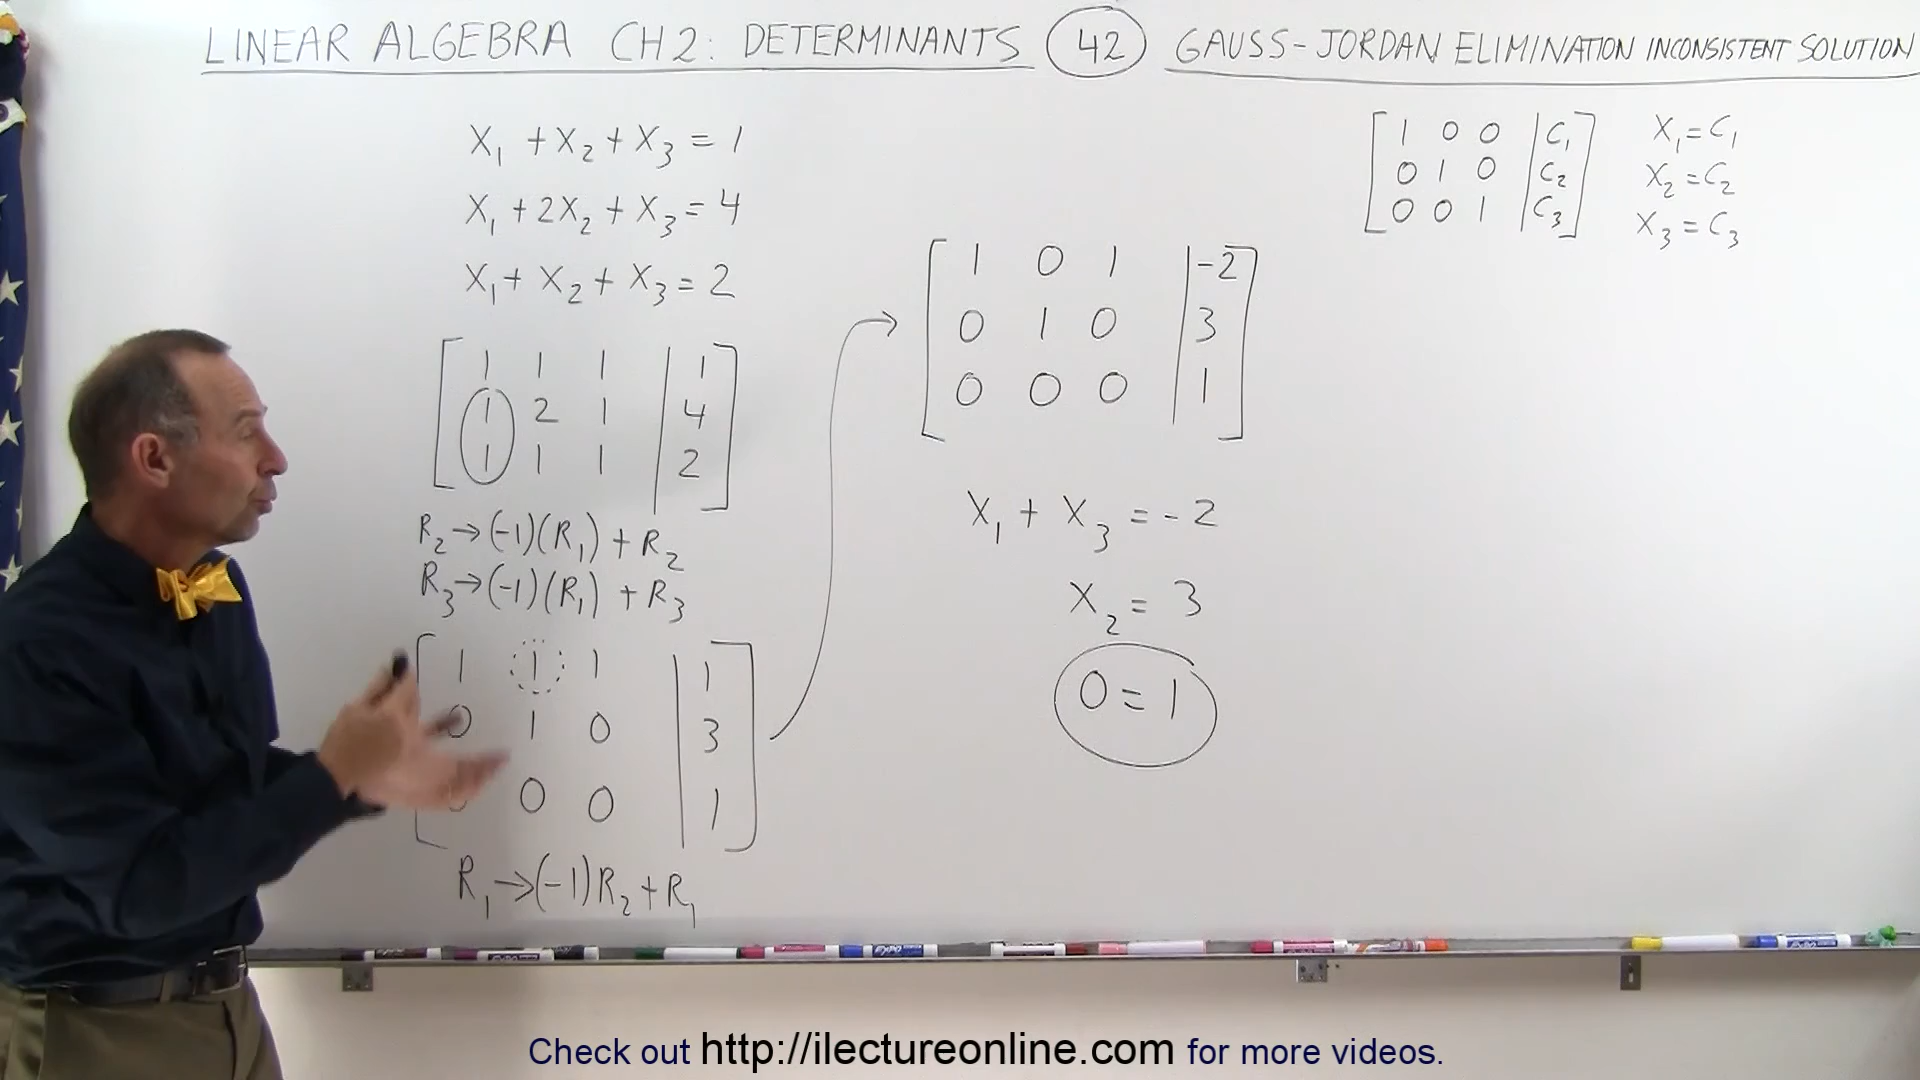 LINEAR ALGEBRA CH 2: DETERMINANTS 42 GAUSS-JORDAN ELIMINATION INCONSISTENT SOLUTION
X₁ + X₂ + X₃ = 1
X₁ + 2X₂ + X₃ = 4
X₁ + X₂ + X₃ = 2
1 1 1 | 1
1 2 1 | 4
1 1 1 | 2
R₂ → (-1)(R₁) + R₂
R₃ → (-1)(R₁) + R₃
1 1 1 | 1
0 1 0 | 3
0 0 0 | 1
R₁ → (-1)R₂ + R₁
1 0 1 | -2
0 1 0 | 3
0 0 0 | 1
X₁ + X₃ = -2
X₂ = 3
0 = 1
1 0 0 | C₁ X₁ = C₁
0 1 0 | C₂ X₂ = C₂
0 0 1 | C₃ X₃ = C₃
EXPO
EXPO
Check out http://ilectureonline.com for more videos.